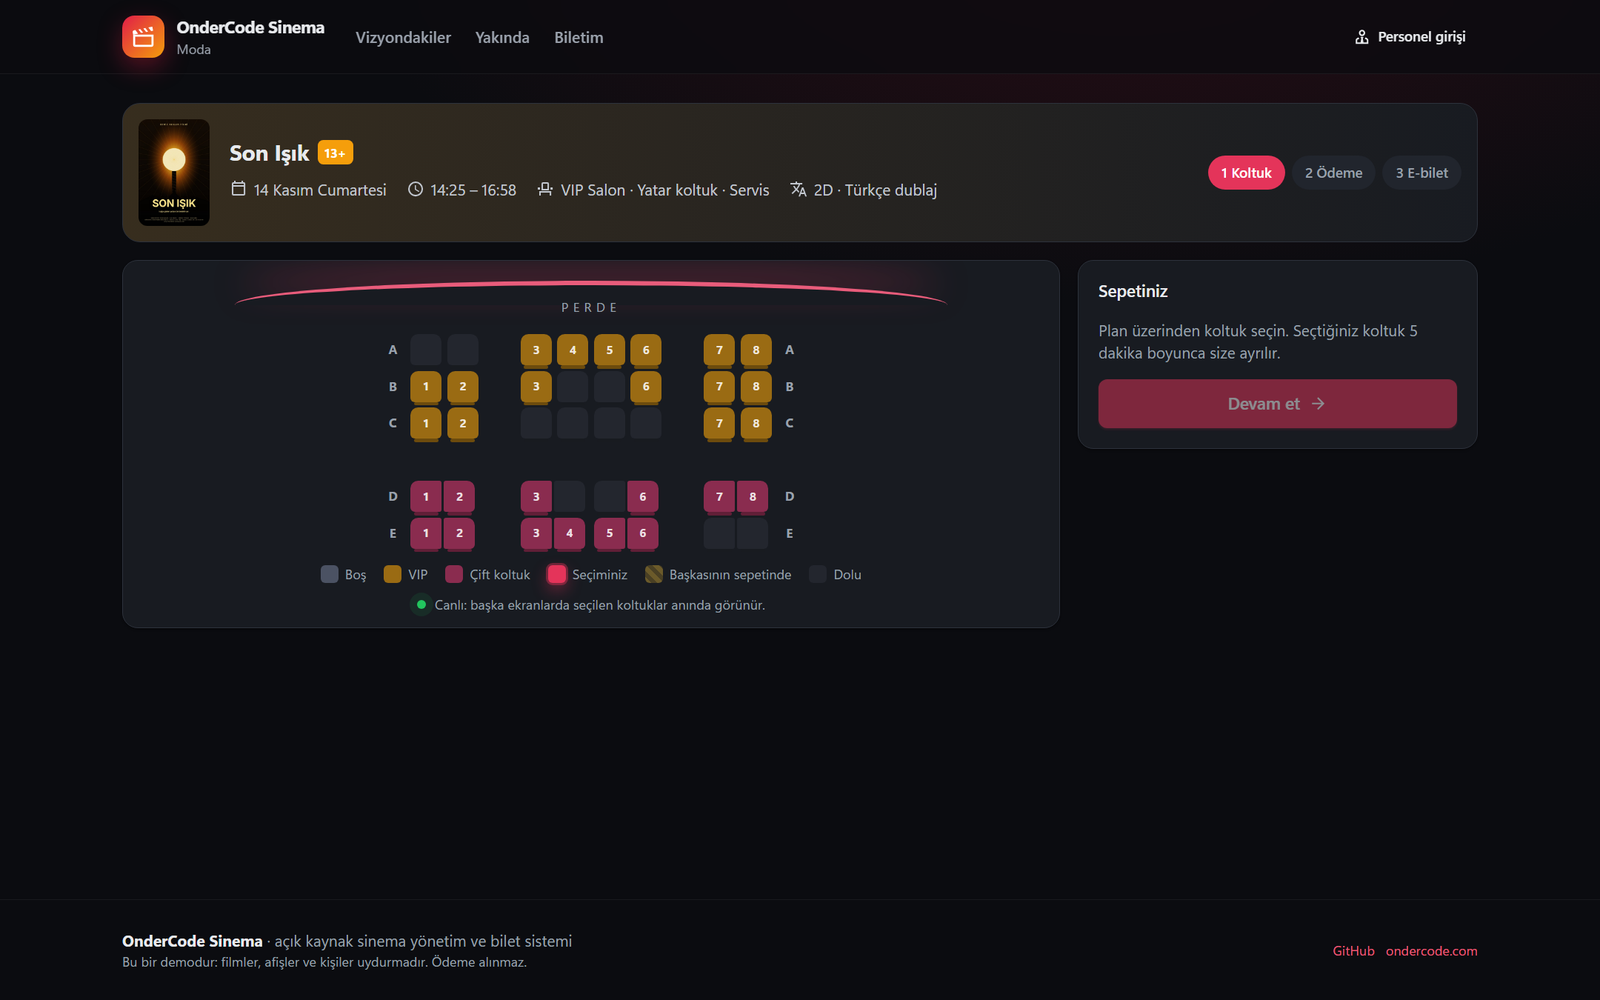 OnderCode Sinema
Moda
Vizyondakiler
Yakında
Biletim
Personel girişi
SON IŞIK
Son Işık 13+
14 Kasım Cumartesi
14:25 – 16:58
VIP Salon · Yatar koltuk · Servis
2D · Türkçe dublaj
1 Koltuk
2 Ödeme
3 E-bilet
PERDE
A 3 4 5 6 7 8 A
B 1 2 3 6 7 8 B
C 1 2 7 8 C
D 1 2 3 6 7 8 D
E 1 2 3 4 5 6 E
Boş
VIP
Çift koltuk
Seçiminiz
Başkasının sepetinde
Dolu
Canlı: başka ekranlarda seçilen koltuklar anında görünür.
Sepetiniz
Plan üzerinden koltuk seçin. Seçtiğiniz koltuk 5
dakika boyunca size ayrılır.
Devam et →
OnderCode Sinema · açık kaynak sinema yönetim ve bilet sistemi
Bu bir demodur: filmler, afişler ve kişiler uydurmadır. Ödeme alınmaz.
GitHub
ondercode.com